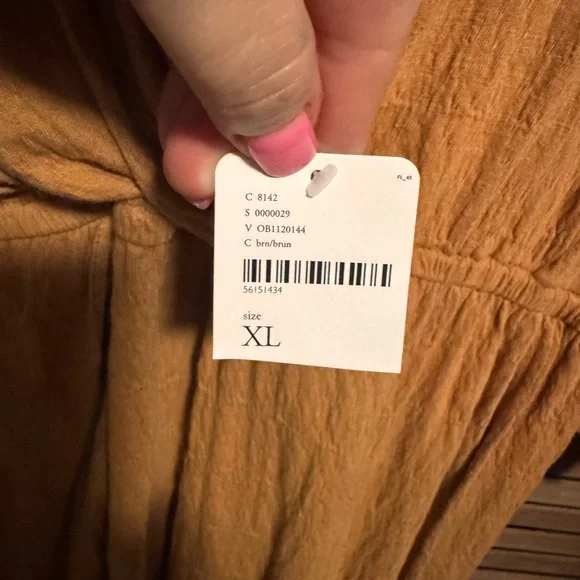 C 8142
S 0000029
V OB1120144
C brn/brun
56151434
size
XL